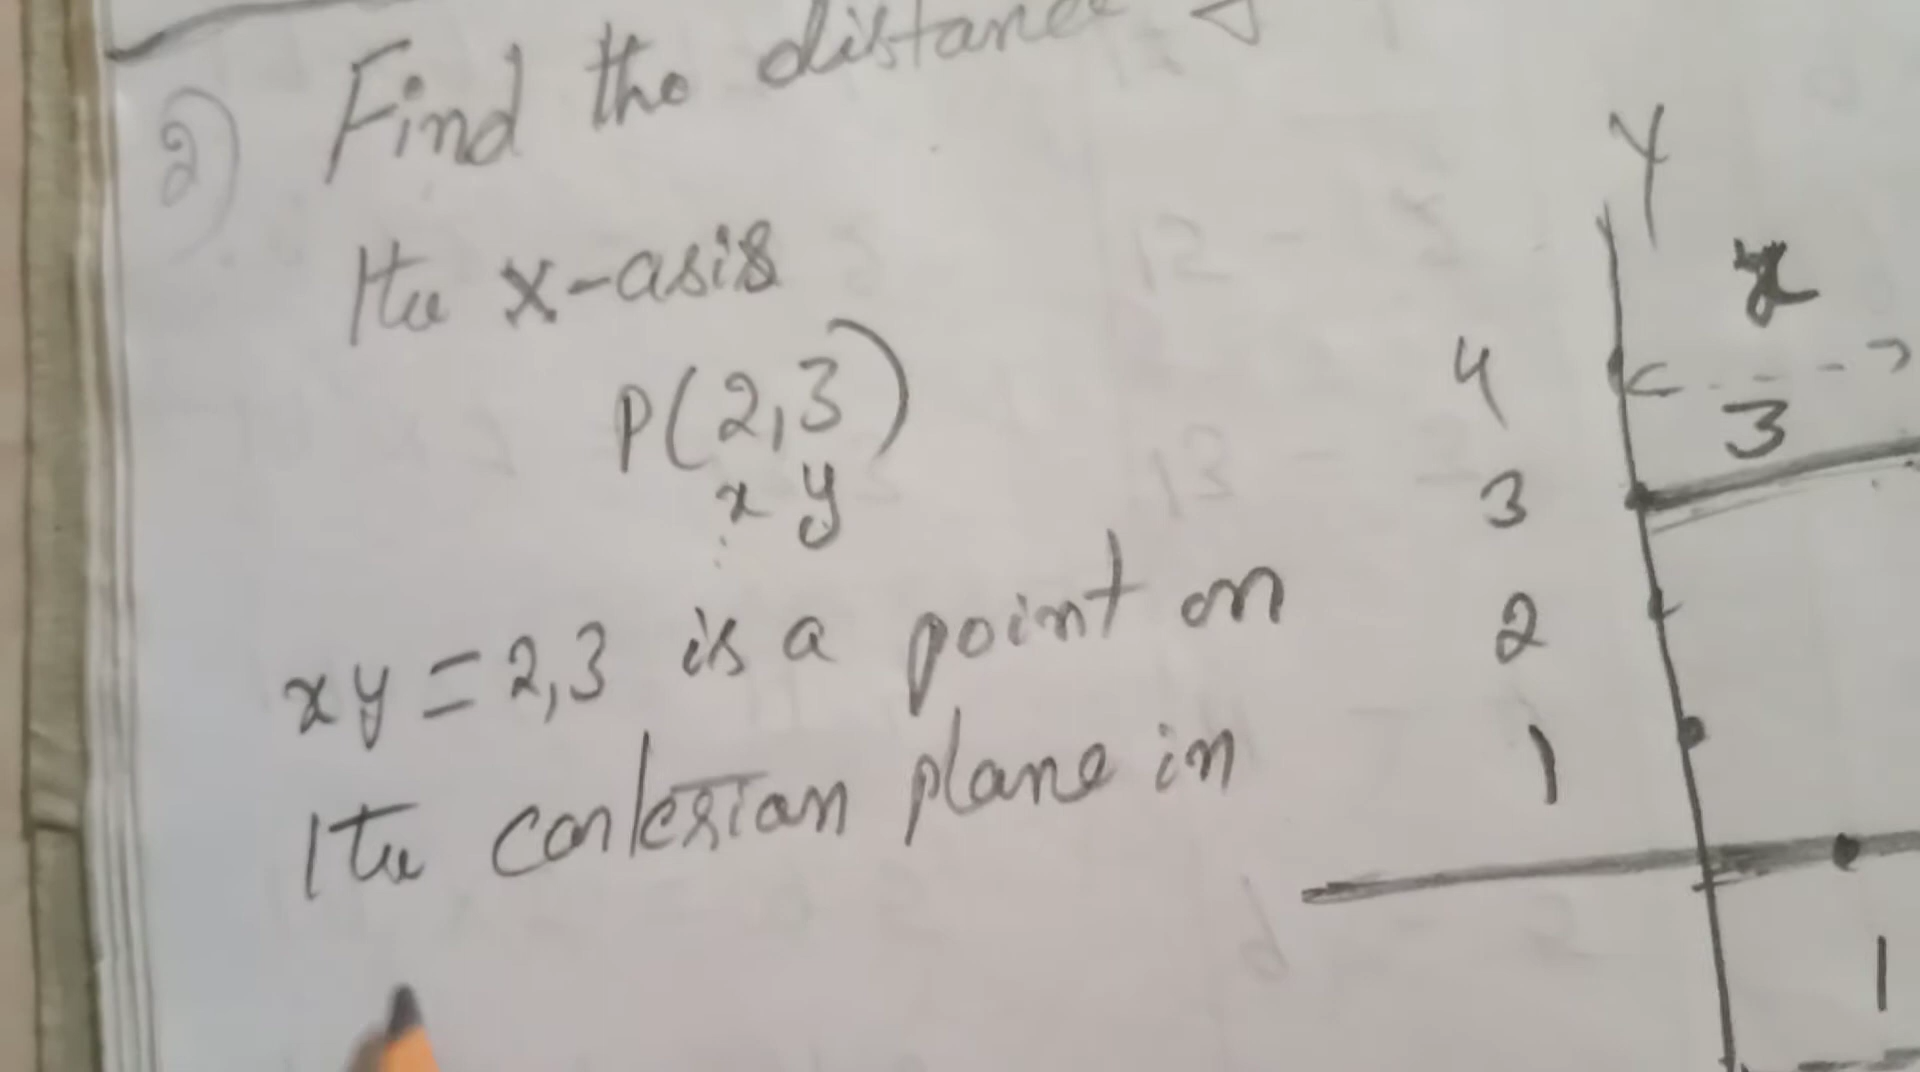 2) Find the distance
the x-asis
P(2,3)
x y
xy = 2,3 is a point on
the cartesian plane in
Y
x
4
3
3
2
1
1